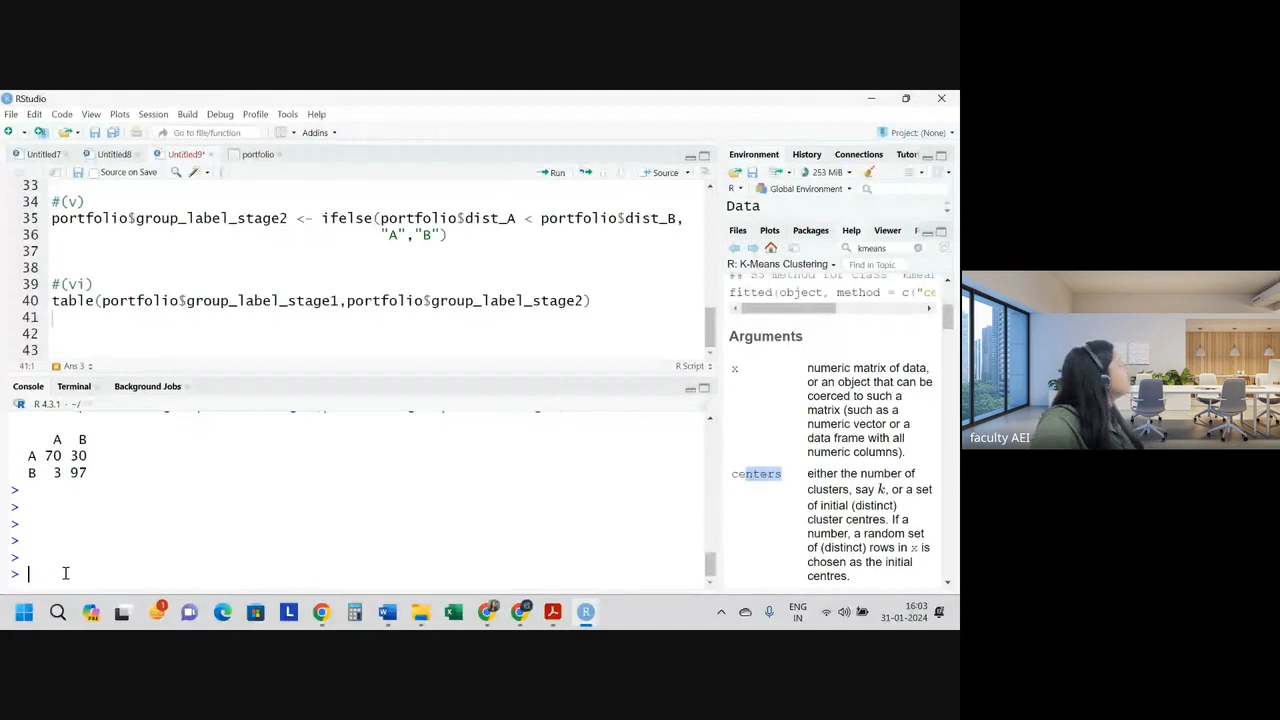 RStudio
File Edit Code View Plots Session Build Debug Profile Tools Help
Go to file/function Addins Project: (None)
Untitled7 Untitled8 Untitled9* portfolio
Source on Save Run Source
33
34 #(v)
35 portfolio$group_label_stage2 <- ifelse(portfolio$dist_A < portfolio$dist_B,
36 "A","B")
37
38
39 #(vi)
40 table(portfolio$group_label_stage1,portfolio$group_label_stage2)
41
42
43
41:1 Ans 3 R Script
Console Terminal Background Jobs
R 4.3.1 · ~/
A B
A 70 30
B 3 97
>
>
>
>
>
>
Environment History Connections Tutor
253 MiB
R Global Environment
Data
Files Plots Packages Help Viewer
kmeans
R: K-Means Clustering Find in Topic
fitted(object, method = c("ce
Arguments
x numeric matrix of data,
or an object that can be
coerced to such a
matrix (such as a
numeric vector or a
data frame with all
numeric columns).
centers either the number of
clusters, say k, or a set
of initial (distinct)
cluster centres. If a
number, a random set
of (distinct) rows in x is
chosen as the initial
centres.
faculty AEI
ENG
IN
16:03
31-01-2024